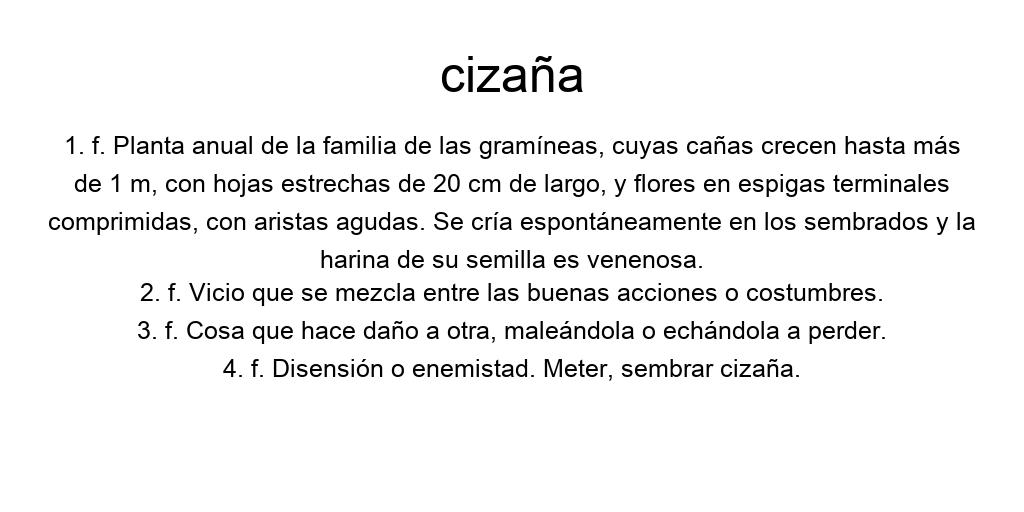 cizaña
1. f. Planta anual de la familia de las gramíneas, cuyas cañas crecen hasta más
de 1 m, con hojas estrechas de 20 cm de largo, y flores en espigas terminales
comprimidas, con aristas agudas. Se cría espontáneamente en los sembrados y la
harina de su semilla es venenosa.
2. f. Vicio que se mezcla entre las buenas acciones o costumbres.
3. f. Cosa que hace daño a otra, maleándola o echándola a perder.
4. f. Disensión o enemistad. Meter, sembrar cizaña.